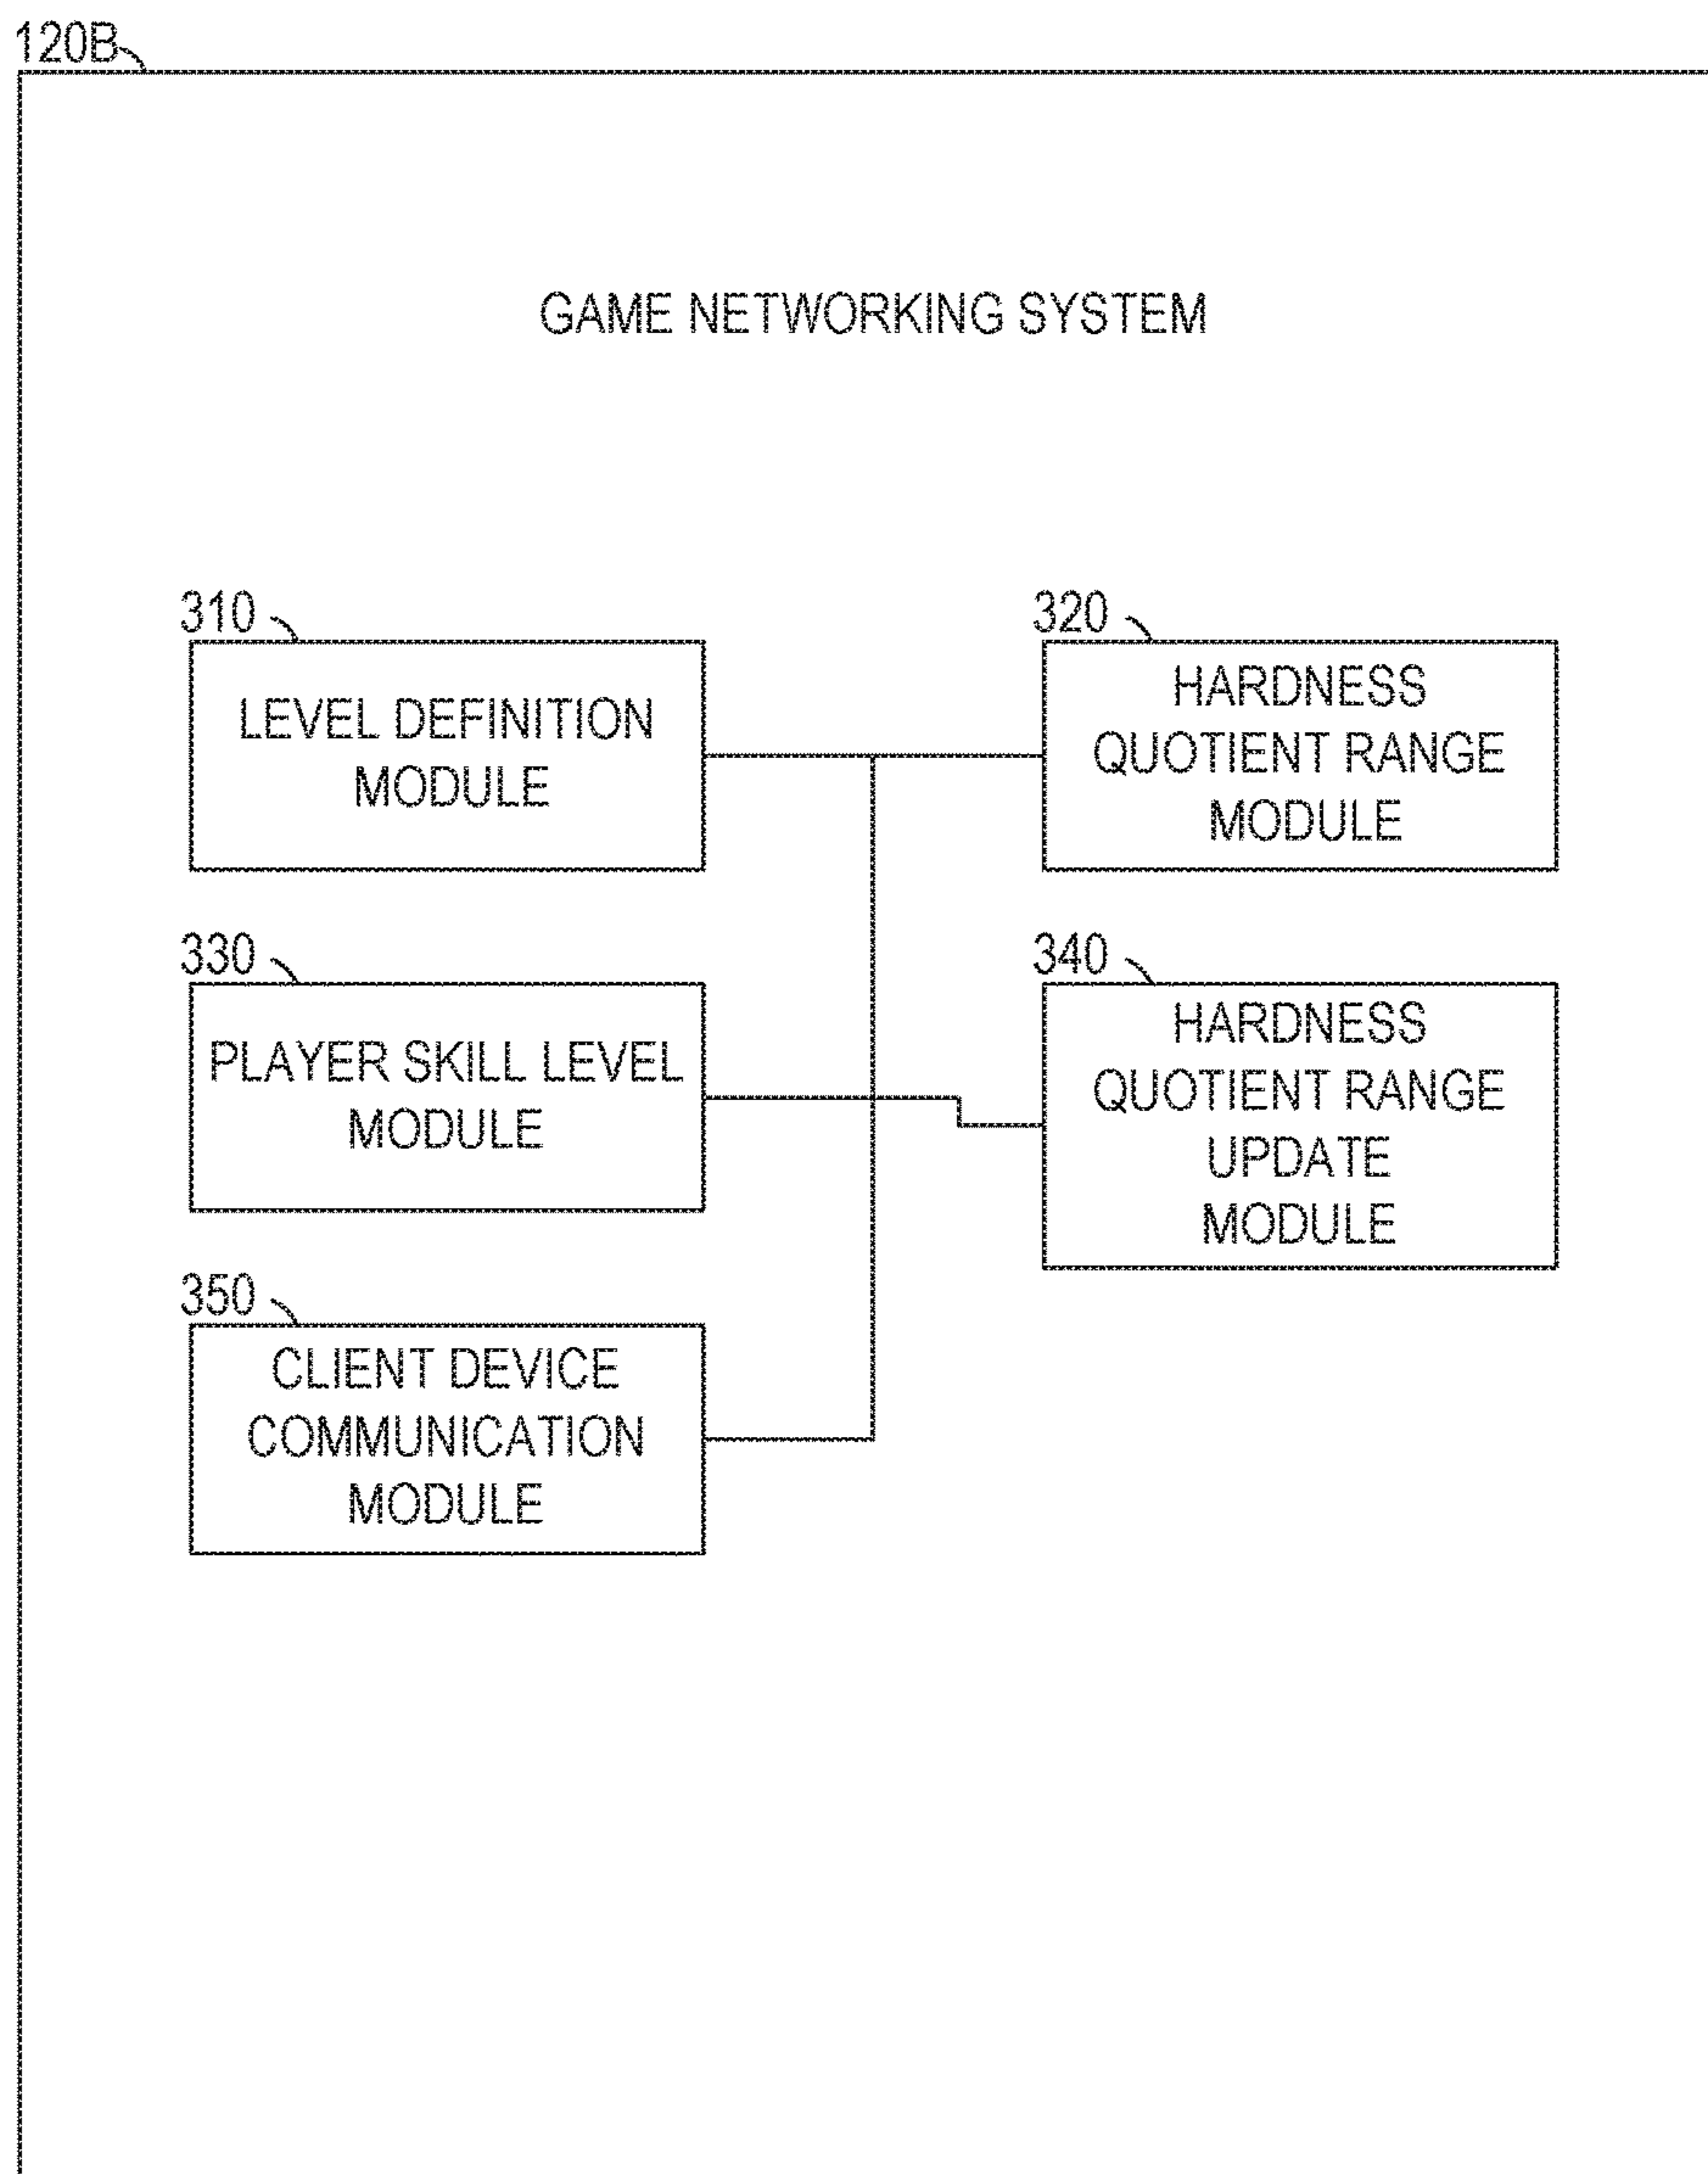 120B
GAME NETWORKING SYSTEM
310
LEVEL DEFINITION
MODULE
320
HARDNESS
QUOTIENT RANGE
MODULE
330
PLAYER SKILL LEVEL
MODULE
340
HARDNESS
QUOTIENT RANGE
UPDATE
MODULE
350
CLIENT DEVICE
COMMUNICATION
MODULE